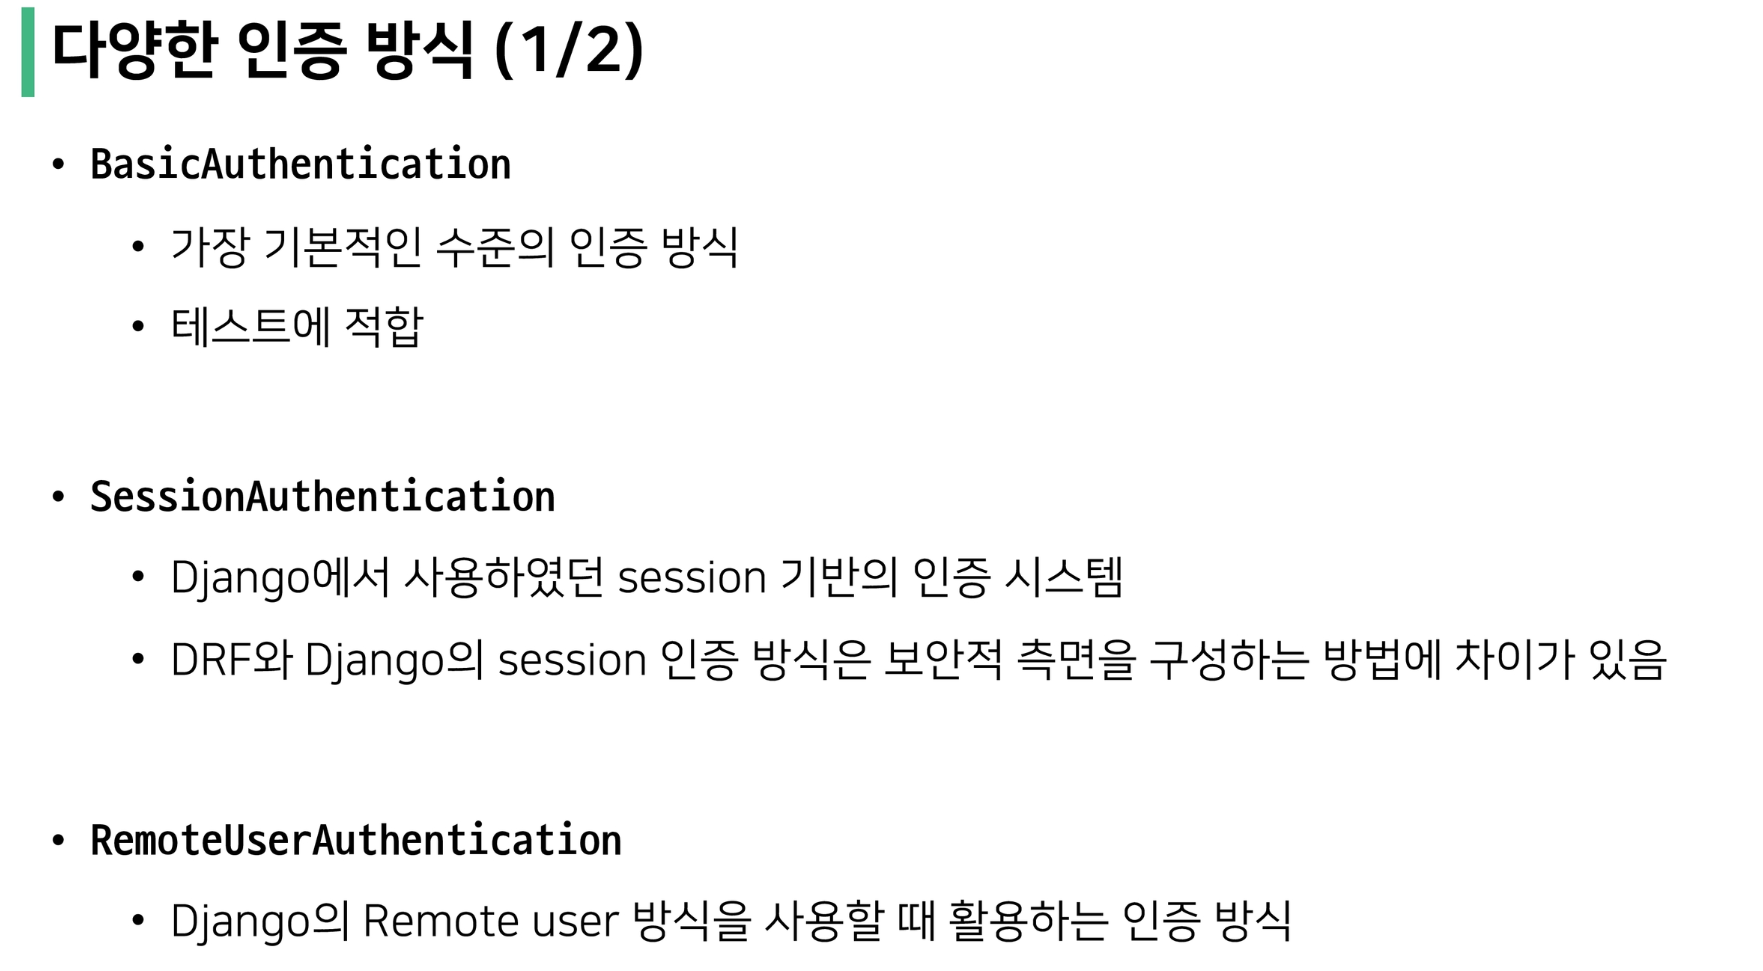 다양한 인증 방식 (1/2)
• BasicAuthentication
• 가장 기본적인 수준의 인증 방식
• 테스트에 적합
• SessionAuthentication
• Django에서 사용하였던 session 기반의 인증 시스템
• DRF와 Django의 session 인증 방식은 보안적 측면을 구성하는 방법에 차이가 있음
• RemoteUserAuthentication
• Django의 Remote user 방식을 사용할 때 활용하는 인증 방식